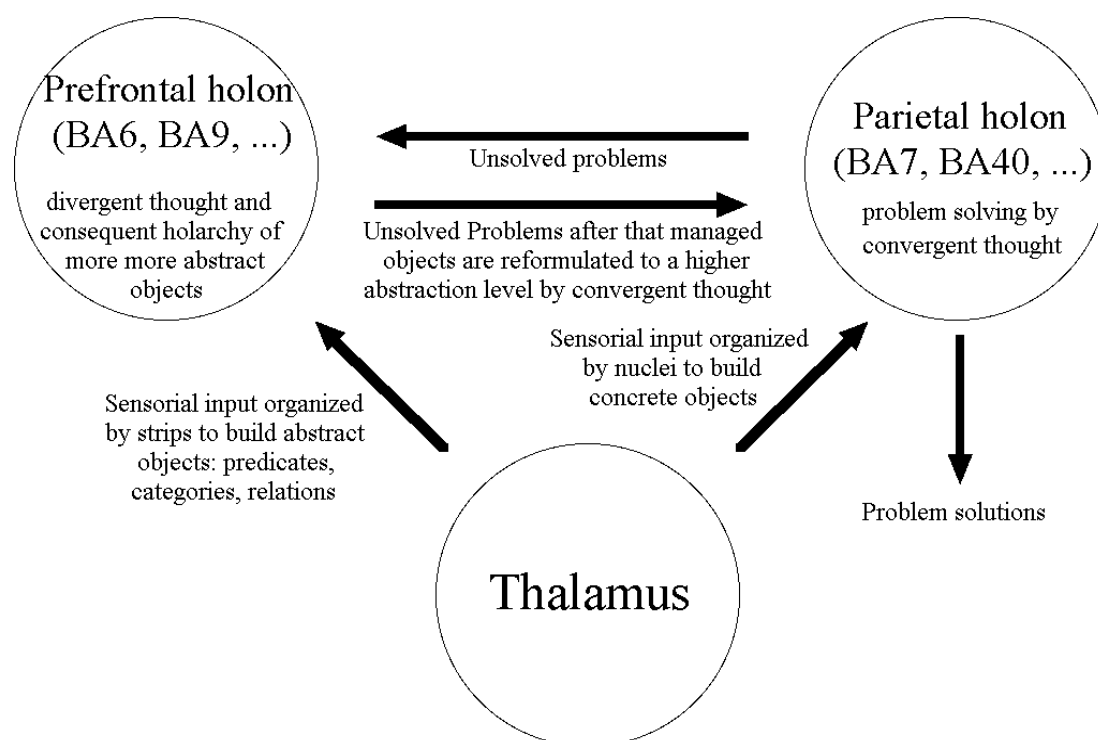 Prefrontal holon
(BA6, BA9, ...)
divergent thought and
consequent holarchy of
more more abstract
objects
Unsolved problems
Unsolved Problems after that managed
objects are reformulated to a higher
abstraction level by convergent thought
Parietal holon
(BA7, BA40, ...)
problem solving by
convergent thought
Sensorial input organized
by strips to build abstract
objects: predicates,
categories, relations
Sensorial input organized
by nuclei to build
concrete objects
Problem solutions
Thalamus